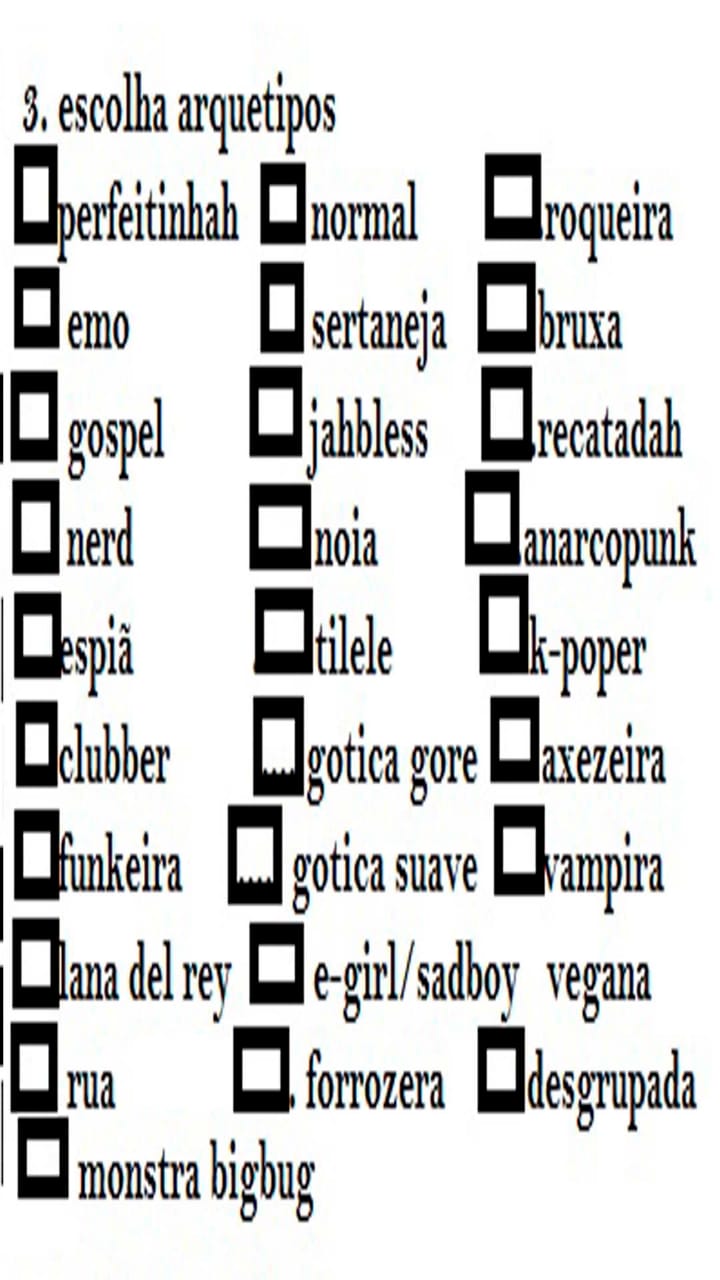 3. escolha arquetipos
perfeitinhah normal .roqueira
emo sertaneja bruxa
gospel jahbless .recatadah
nerd noia .anarcopunk
espiã tilele k-poper
clubber gotica gore axezeira
funkeira gotica suave vampira
lana del rey e-girl/sadboy vegana
rua . forrozera desgrupada
monstra bigbug